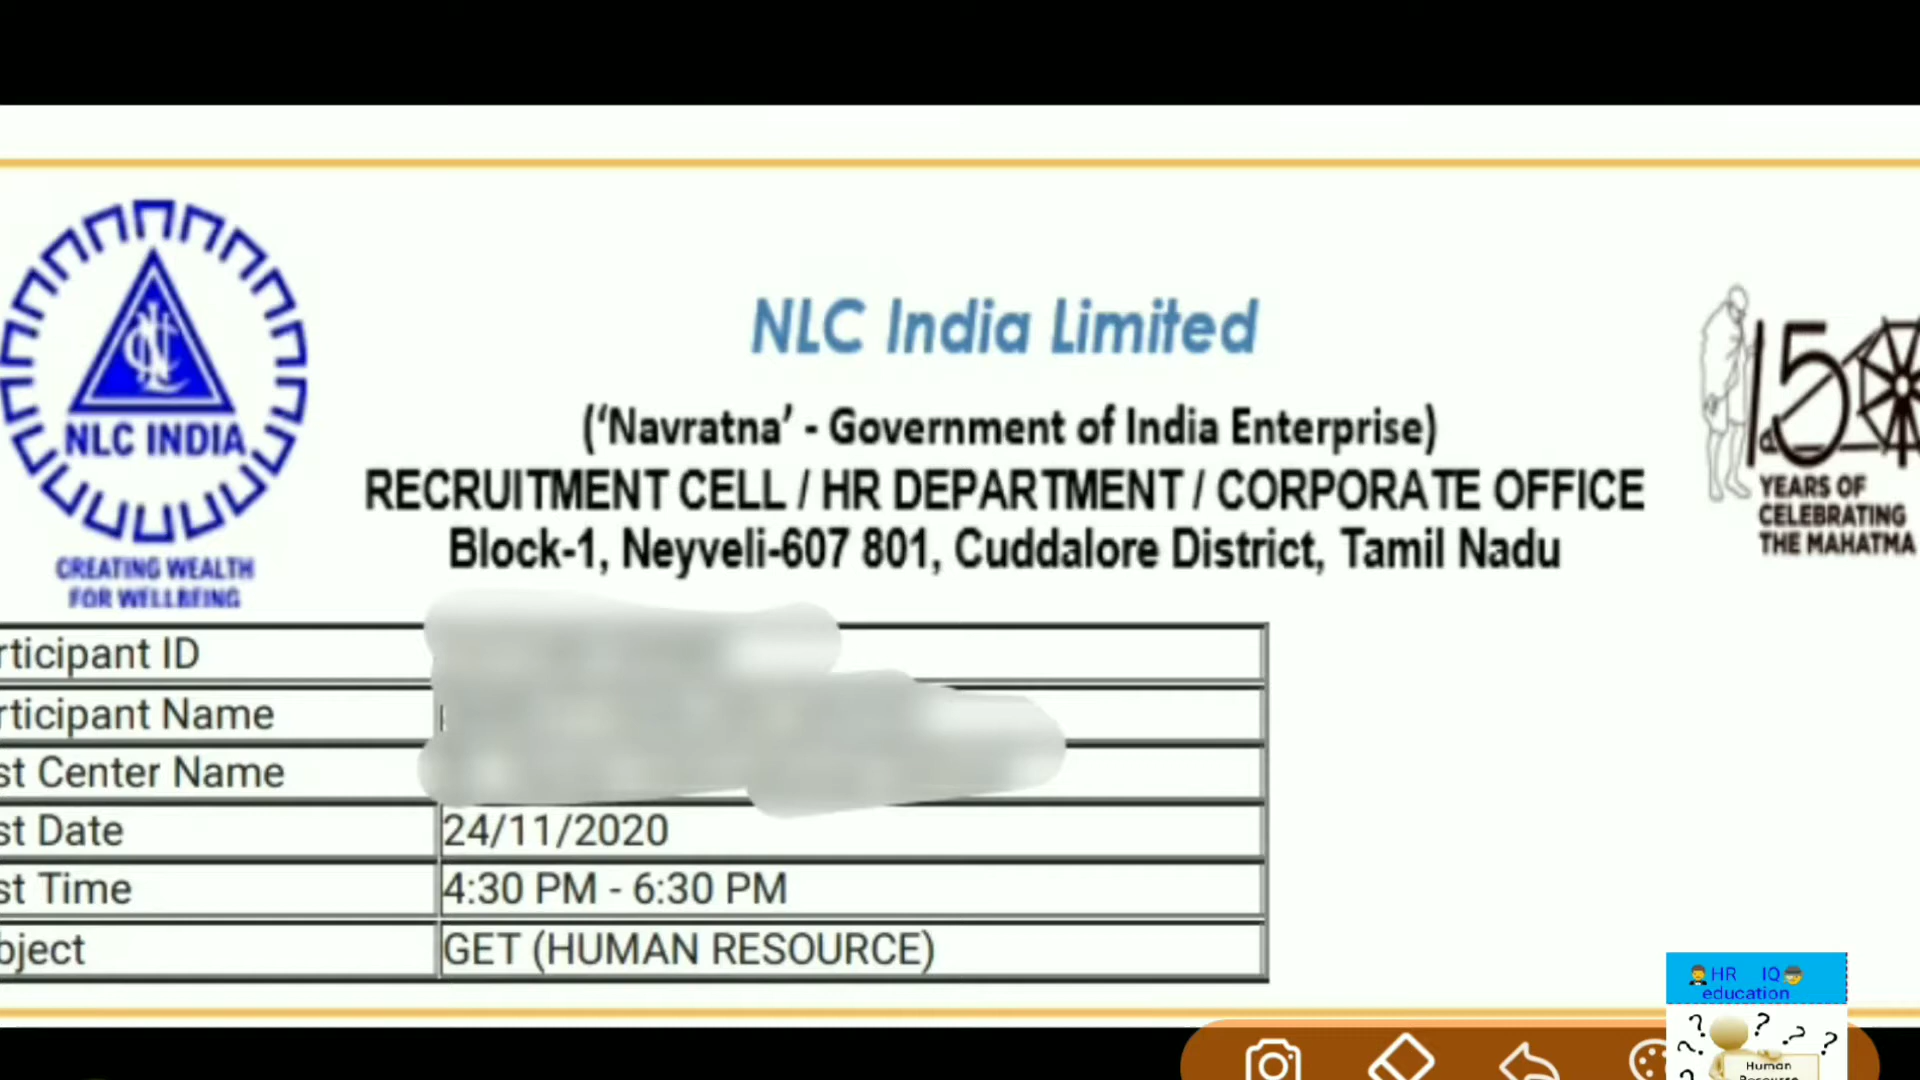 NLC INDIA
CREATING WEALTH
FOR WELLBEING
NLC India Limited
('Navratna' - Government of India Enterprise)
RECRUITMENT CELL / HR DEPARTMENT / CORPORATE OFFICE
Block-1, Neyveli-607 801, Cuddalore District, Tamil Nadu
150
YEARS OF
CELEBRATING
THE MAHATMA
rticipant ID
rticipant Name
st Center Name
st Date 24/11/2020
st Time 4:30 PM - 6:30 PM
bject GET (HUMAN RESOURCE)
HR IQ
education
Human